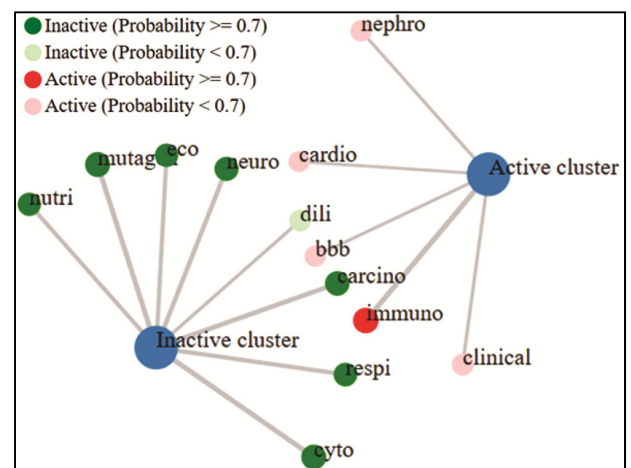 Inactive (Probability >= 0.7)
Inactive (Probability < 0.7)
Active (Probability >= 0.7)
Active (Probability < 0.7)
nephro
mutag
eco
neuro
cardio
Active cluster
nutri
dili
bbb
carcino
immuno
Inactive cluster
clinical
respi
cyto